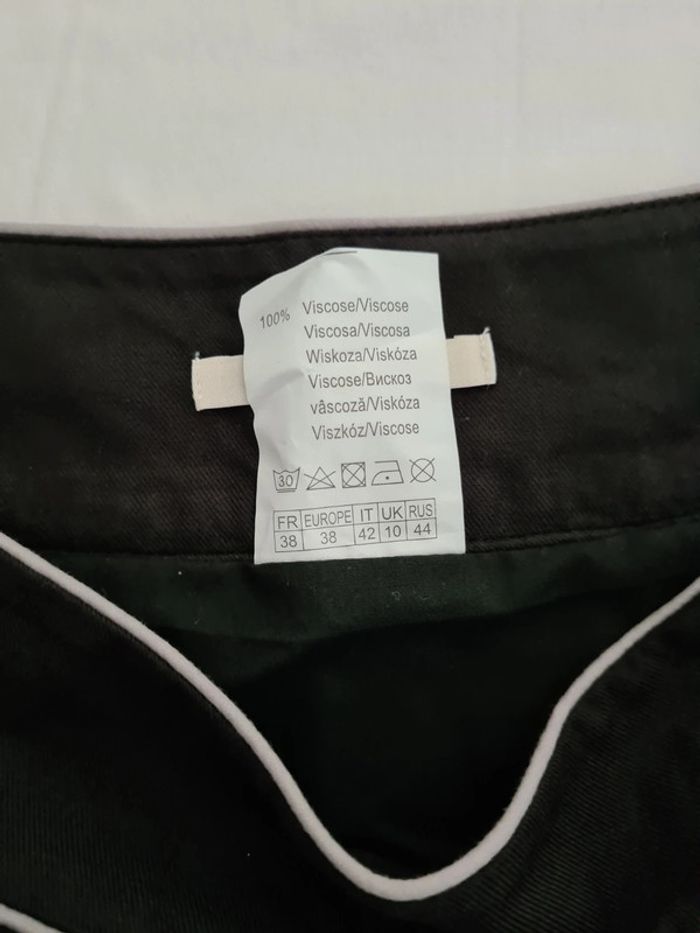 100% Viscose/Viscose
Viscosa/Viscosa
Wiskoza/Viskóza
Viscose/Вискоз
vâscoză/Viskóza
Viszkóz/Viscose
30
FR EUROPE IT UK RUS
38 38 42 10 44